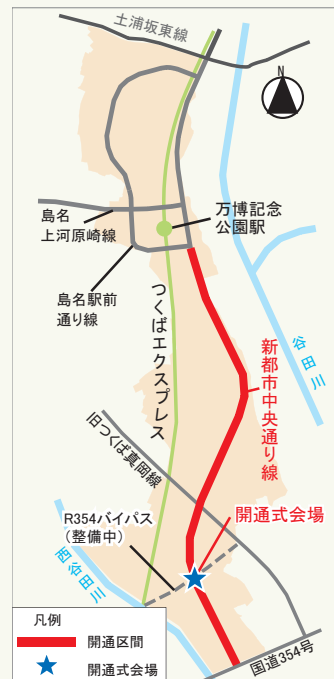 土浦坂東線
N
島名
上河原崎線
万博記念
公園駅
島名駅前
通り線
つくばエクスプレス
谷田川
新都市中央通り線
旧つくば真岡線
開通式会場
R354バイパス
(整備中)
西谷田川
国道354号
凡例
開通区間
開通式会場